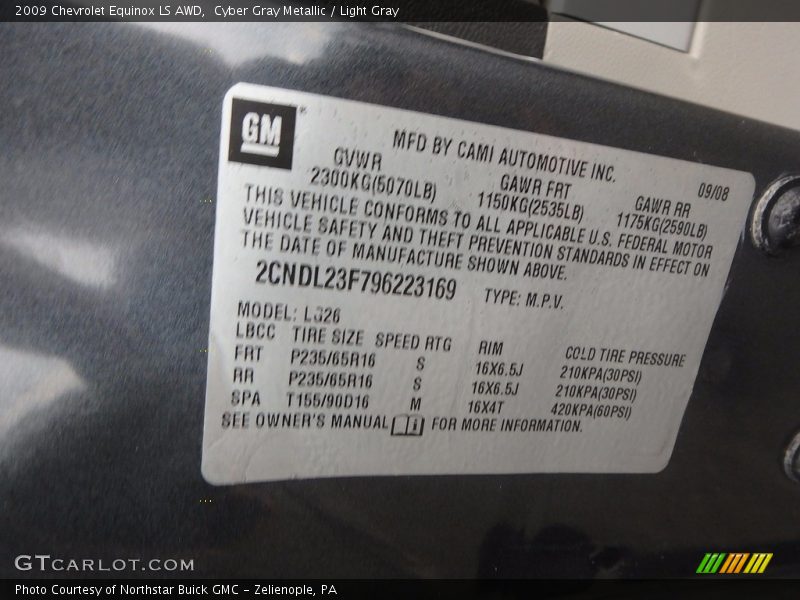 2009 Chevrolet Equinox LS AWD,  Cyber Gray Metallic / Light Gray
GM®
MFD BY CAMI AUTOMOTIVE INC.
09/08
GVWR
GAWR FRT
GAWR RR
2300KG(5070LB)
1150KG(2535LB)
1175KG(2590LB)
THIS VEHICLE CONFORMS TO ALL APPLICABLE U.S. FEDERAL MOTOR
VEHICLE SAFETY AND THEFT PREVENTION STANDARDS IN EFFECT ON
THE DATE OF MANUFACTURE SHOWN ABOVE.
2CNDL23F796223169 TYPE: M.P.V.
MODEL: L326
LBCC TIRE SIZE SPEED RTG RIM COLD TIRE PRESSURE
FRT P235/65R16 S 16X6.5J 210KPA(30PSI)
RR P235/65R16 S 16X6.5J 210KPA(30PSI)
SPA T155/90D16 M 16X4T 420KPA(60PSI)
SEE OWNER'S MANUAL i FOR MORE INFORMATION.
GTCARLOT.COM
Photo Courtesy of Northstar Buick GMC - Zelienople, PA